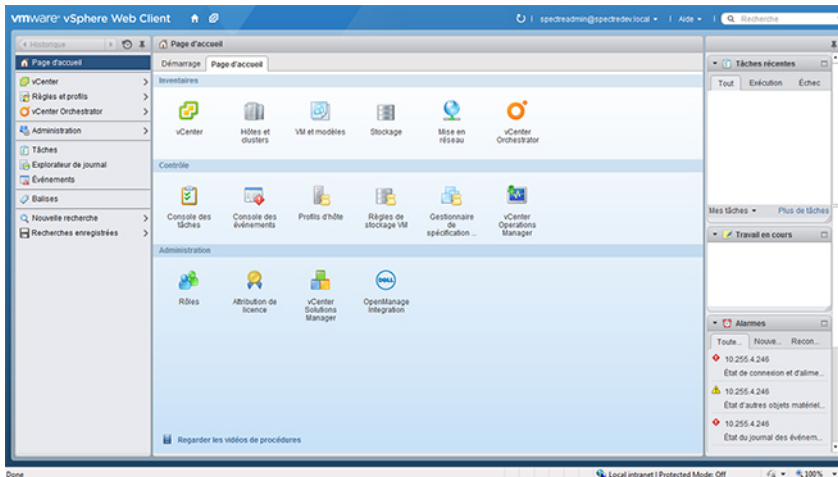 vmware® vSphere Web Client
spectreadmin@spectredev.local
Aide
Recherche
Historique
Page d'accueil
vCenter
Règles et profils
vCenter Orchestrator
Administration
Tâches
Explorateur de journal
Événements
Balises
Nouvelle recherche
Recherches enregistrées
Page d'accueil
Démarrage
Page d'accueil
Inventaires
vCenter
Hôtes et clusters
VM et modèles
Stockage
Mise en réseau
vCenter Orchestrator
Contrôle
Console des tâches
Console des événements
Profils d'hôte
Règles de stockage VM
Gestionnaire de spécification ...
vCenter Operations Manager
Administration
Rôles
Attribution de licence
vCenter Solutions Manager
DELL
OpenManage Integration
Regarder les vidéos de procédures
Tâches récentes
Tout Exécution Échec
Mes tâches
Plus de tâches
Travail en cours
Alarmes
Toute... Nouve... Recon...
10.255.4.246
État de connexion et d'alime...
10.255.4.246
État d'autres objets matériel...
10.255.4.246
État du journal des événem...
Done
Local intranet | Protected Mode: Off
100%